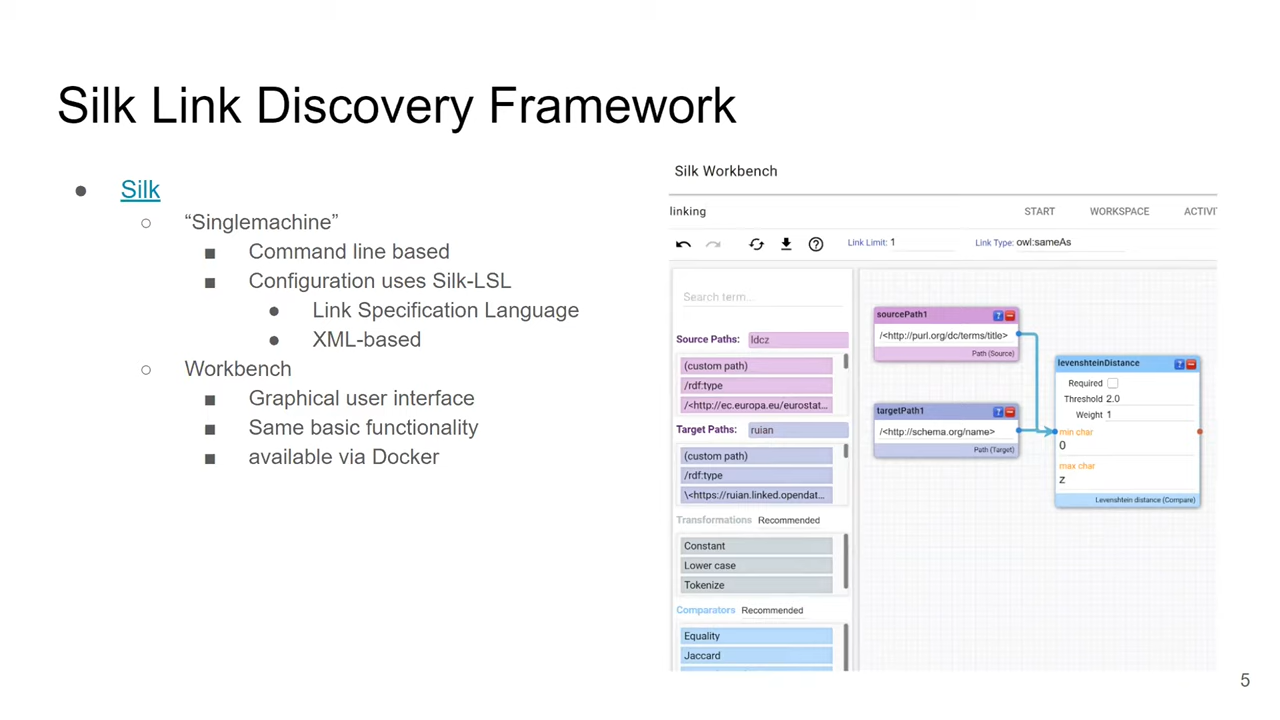 Silk Link Discovery Framework
● Silk
○ “Singlemachine”
■ Command line based
■ Configuration uses Silk-LSL
● Link Specification Language
● XML-based
○ Workbench
■ Graphical user interface
■ Same basic functionality
■ available via Docker
Silk Workbench
linking START WORKSPACE ACTIVI
Link Limit: 1 Link Type: owl:sameAs
Search term...
Source Paths: ldcz
(custom path)
/rdf:type
/<http://ec.europa.eu/eurostat...
Target Paths: ruian
(custom path)
/rdf:type
\<https://ruian.linked.opendat...
Transformations Recommended
Constant
Lower case
Tokenize
Comparators Recommended
Equality
Jaccard
sourcePath1
/<http://purl.org/dc/terms/title>
Path (Source)
targetPath1
/<http://schema.org/name>
Path (Target)
levenshteinDistance
Required
Threshold 2.0
Weight 1
min char
0
max char
z
Levenshtein distance (Compare)
5